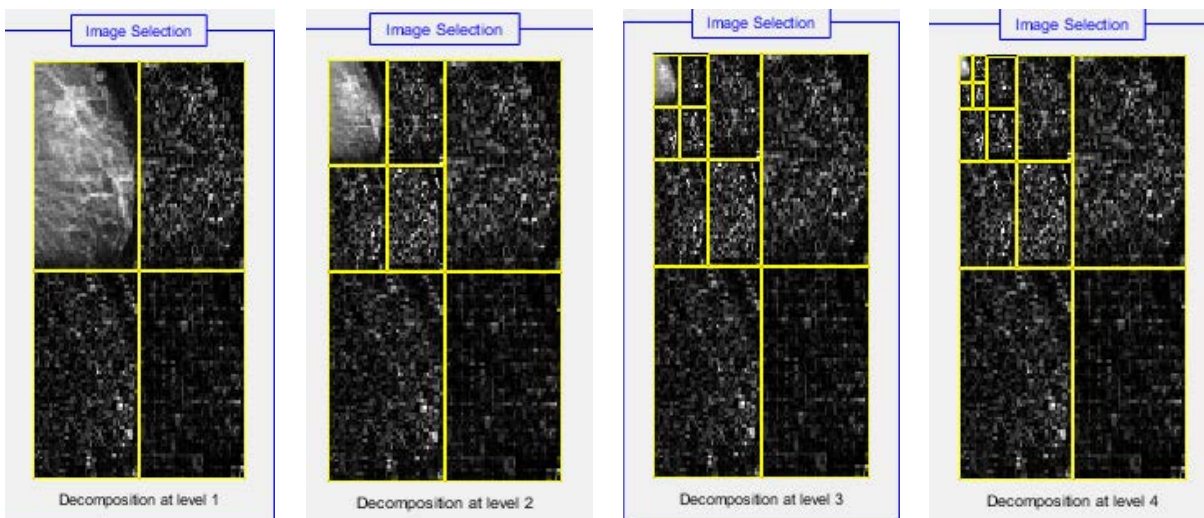 Image Selection
Decomposition at level 1
Image Selection
Decomposition at level 2
Image Selection
Decomposition at level 3
Image Selection
Decomposition at level 4